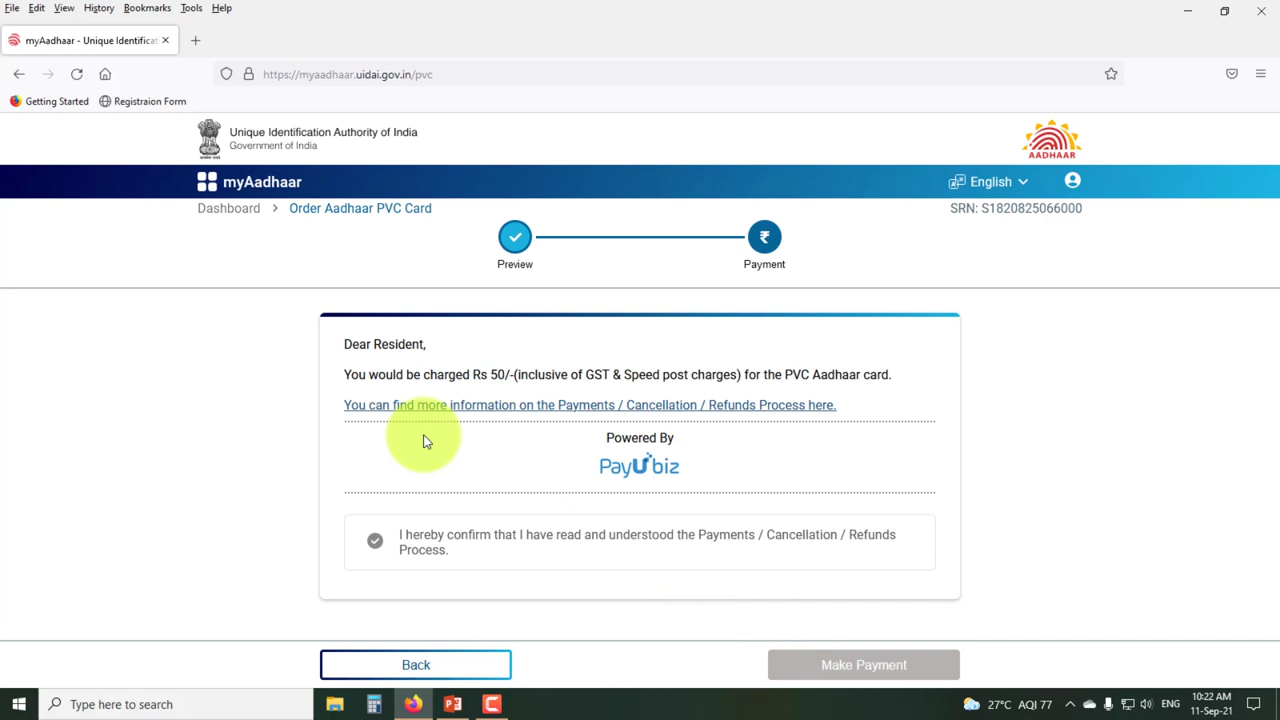 File Edit View History Bookmarks Tools Help
myAadhaar - Unique Identificat
https://myaadhaar.uidai.gov.in/pvc
Getting Started Registraion Form
Unique Identification Authority of India
Government of India
AADHAAR
myAadhaar
English
Dashboard > Order Aadhaar PVC Card
SRN: S1820825066000
Preview
Payment
Dear Resident,
You would be charged Rs 50/-(inclusive of GST & Speed post charges) for the PVC Aadhaar card.
You can find more information on the Payments / Cancellation / Refunds Process here.
Powered By
PayUbiz
I hereby confirm that I have read and understood the Payments / Cancellation / Refunds
Process.
Back
Make Payment
Type here to search
27°C AQI 77
ENG
10:22 AM
11-Sep-21